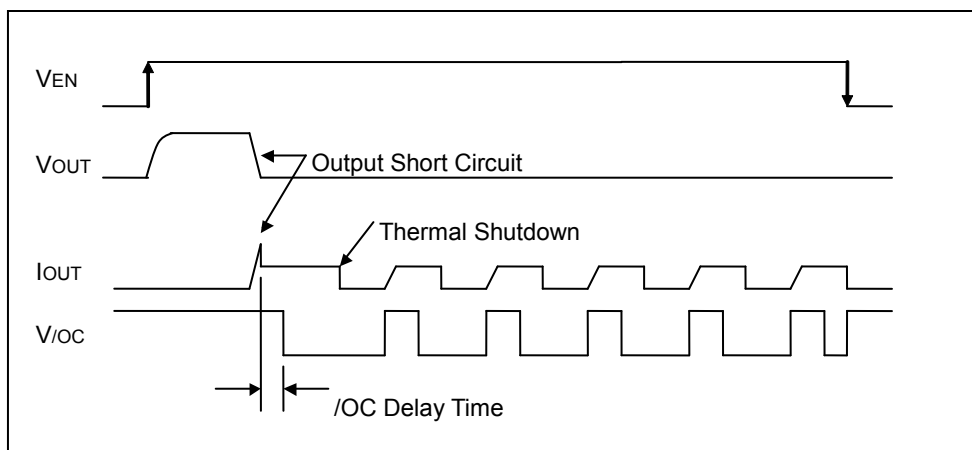 VEN
VOUT
Output Short Circuit
Thermal Shutdown
IOUT
V/OC
/OC Delay Time